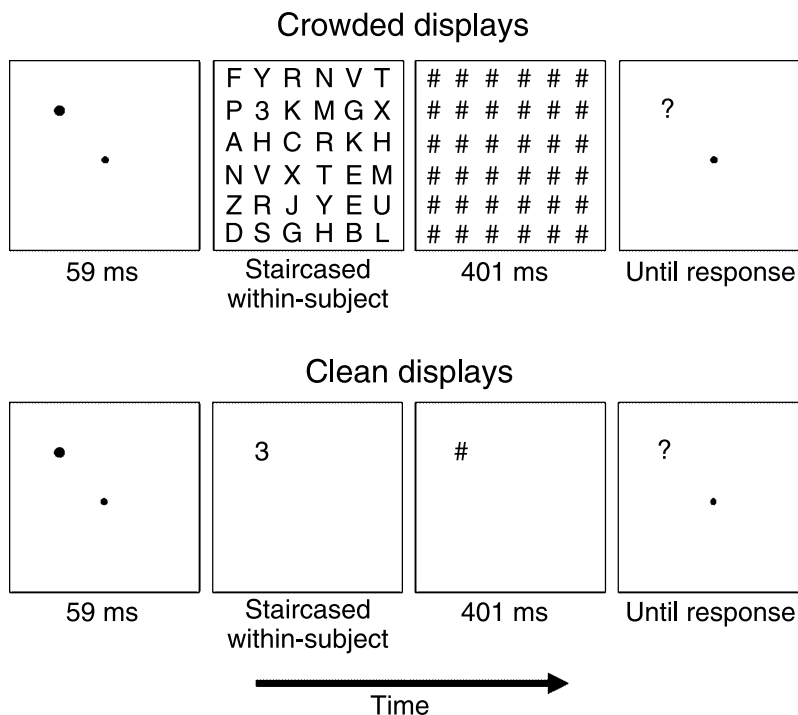 Crowded displays
F Y R N V T # # # # # # ?
P 3 K M G X # # # # # #
A H C R K H # # # # # #
N V X T E M # # # # # #
Z R J Y E U # # # # # #
D S G H B L # # # # # #
59 ms Staircased within-subject 401 ms Until response
Clean displays
3 # ?
59 ms Staircased within-subject 401 ms Until response
Time